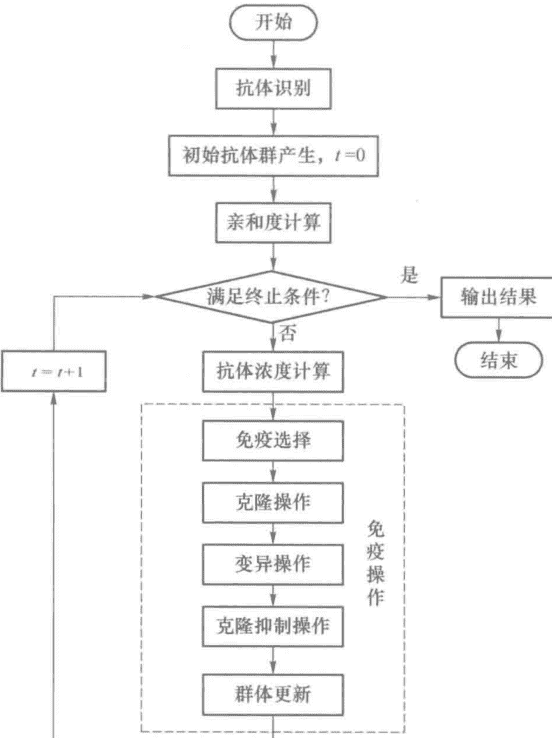 开始
抗体识别
初始抗体群产生，t=0
亲和度计算
满足终止条件？
是
输出结果
结束
否
t=t+1
抗体浓度计算
免疫选择
克隆操作
变异操作
克隆抑制操作
群体更新
免疫操作